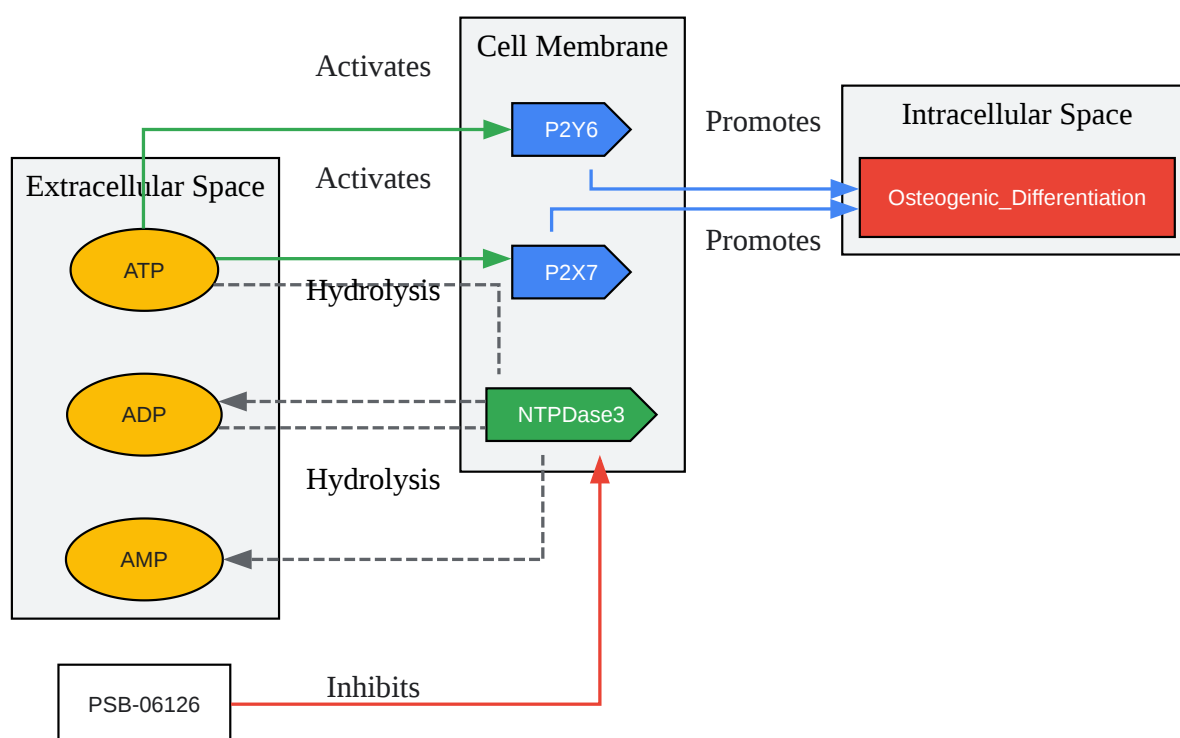 Cell Membrane
Activates
P2Y6
Promotes
Intracellular Space
Extracellular Space
Activates
Osteogenic_Differentiation
Promotes
ATP
P2X7
Hydrolysis
ADP
NTPDase3
Hydrolysis
AMP
PSB-06126
Inhibits